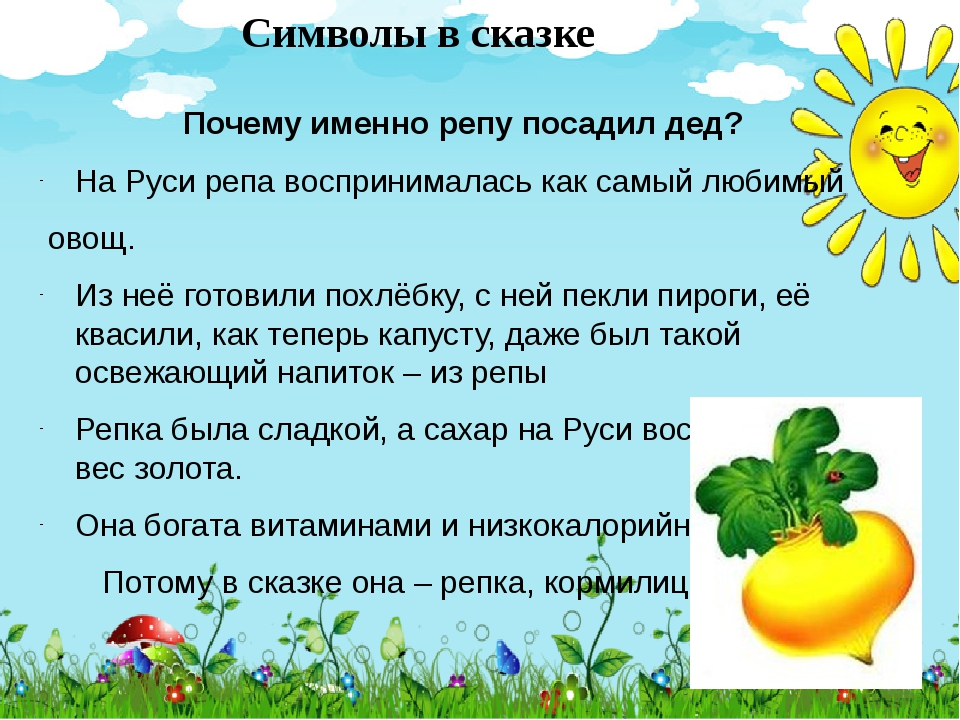 Символы в сказке
Почему именно репу посадил дед?
- На Руси репа воспринималась как самый любимый
овощ.
- Из неё готовили похлёбку, с ней пекли пироги, её
квасили, как теперь капусту, даже был такой
освежающий напиток – из репы
- Репка была сладкой, а сахар на Руси вос
вес золота.
- Она богата витаминами и низкокалорийн
Потому в сказке она – репка, кормилиц